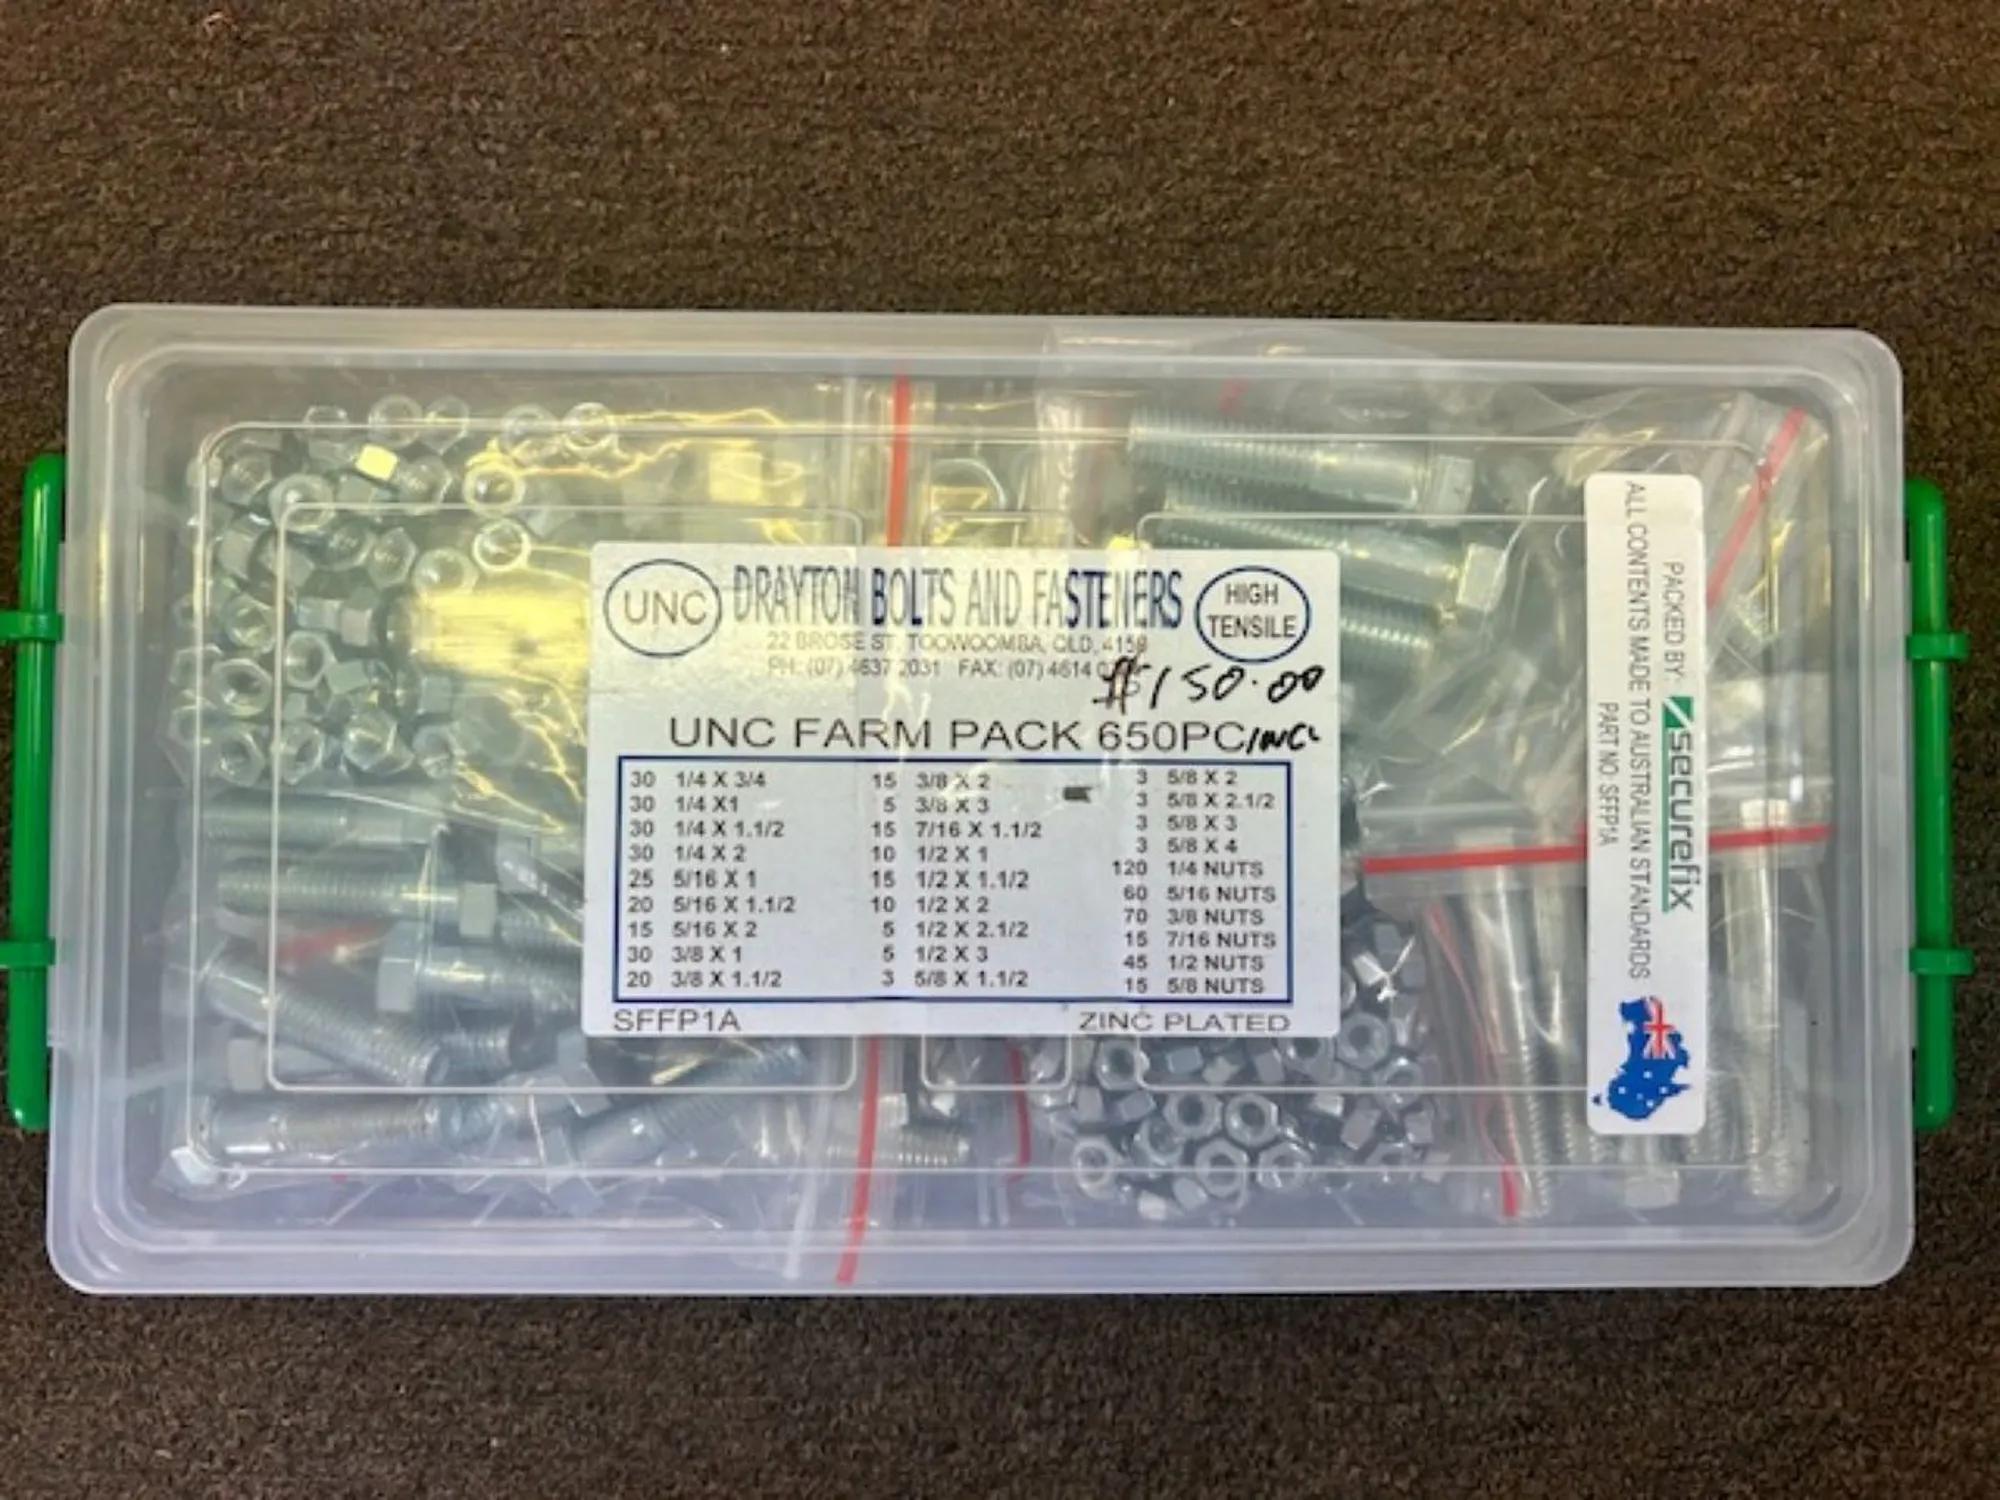 UNC
DRAYTON BOLTS AND FASTENERS
HIGH
TENSILE
22 BROSE ST, TOOWOOMBA, QLD, 415
PH: (07) 4637 2031 FAX: (07) 4614
$150.00
UNC FARM PACK 650PC INCL
30 1/4 X 3/4 15 3/8 X 2 3 5/8 X 2
30 1/4 X1 5 3/8 X 3 3 5/8 X 2.1/2
30 1/4 X 1.1/2 15 7/16 X 1.1/2 3 5/8 X 3
30 1/4 X 2 10 1/2 X 1 3 5/8 X 4
25 5/16 X 1 15 1/2 X 1.1/2 120 1/4 NUTS
20 5/16 X 1.1/2 10 1/2 X 2 60 5/16 NUTS
15 5/16 X 2 5 1/2 X 2.1/2 70 3/8 NUTS
30 3/8 X 1 5 1/2 X 3 15 7/16 NUTS
20 3/8 X 1.1/2 3 5/8 X 1.1/2 45 1/2 NUTS
15 5/8 NUTS
SFFP1A ZINC PLATED
PACKED BY: securefix
ALL CONTENTS MADE TO AUSTRALIAN STANDARDS
PART NO. SFFP1A